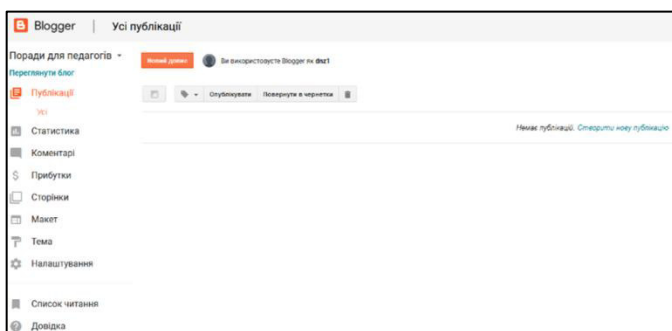 Blogger | Усі публікації
Поради для педагогів
Переглянути блог
Новий допис
Ви використовуєте Blogger як dnz1
Публікації
Усі
Опублікувати Повернути в чернетки
Немає публікацій. Створити нову публікацію
Статистика
Коментарі
Прибутки
Сторінки
Макет
Тема
Налаштування
Список читання
Довідка